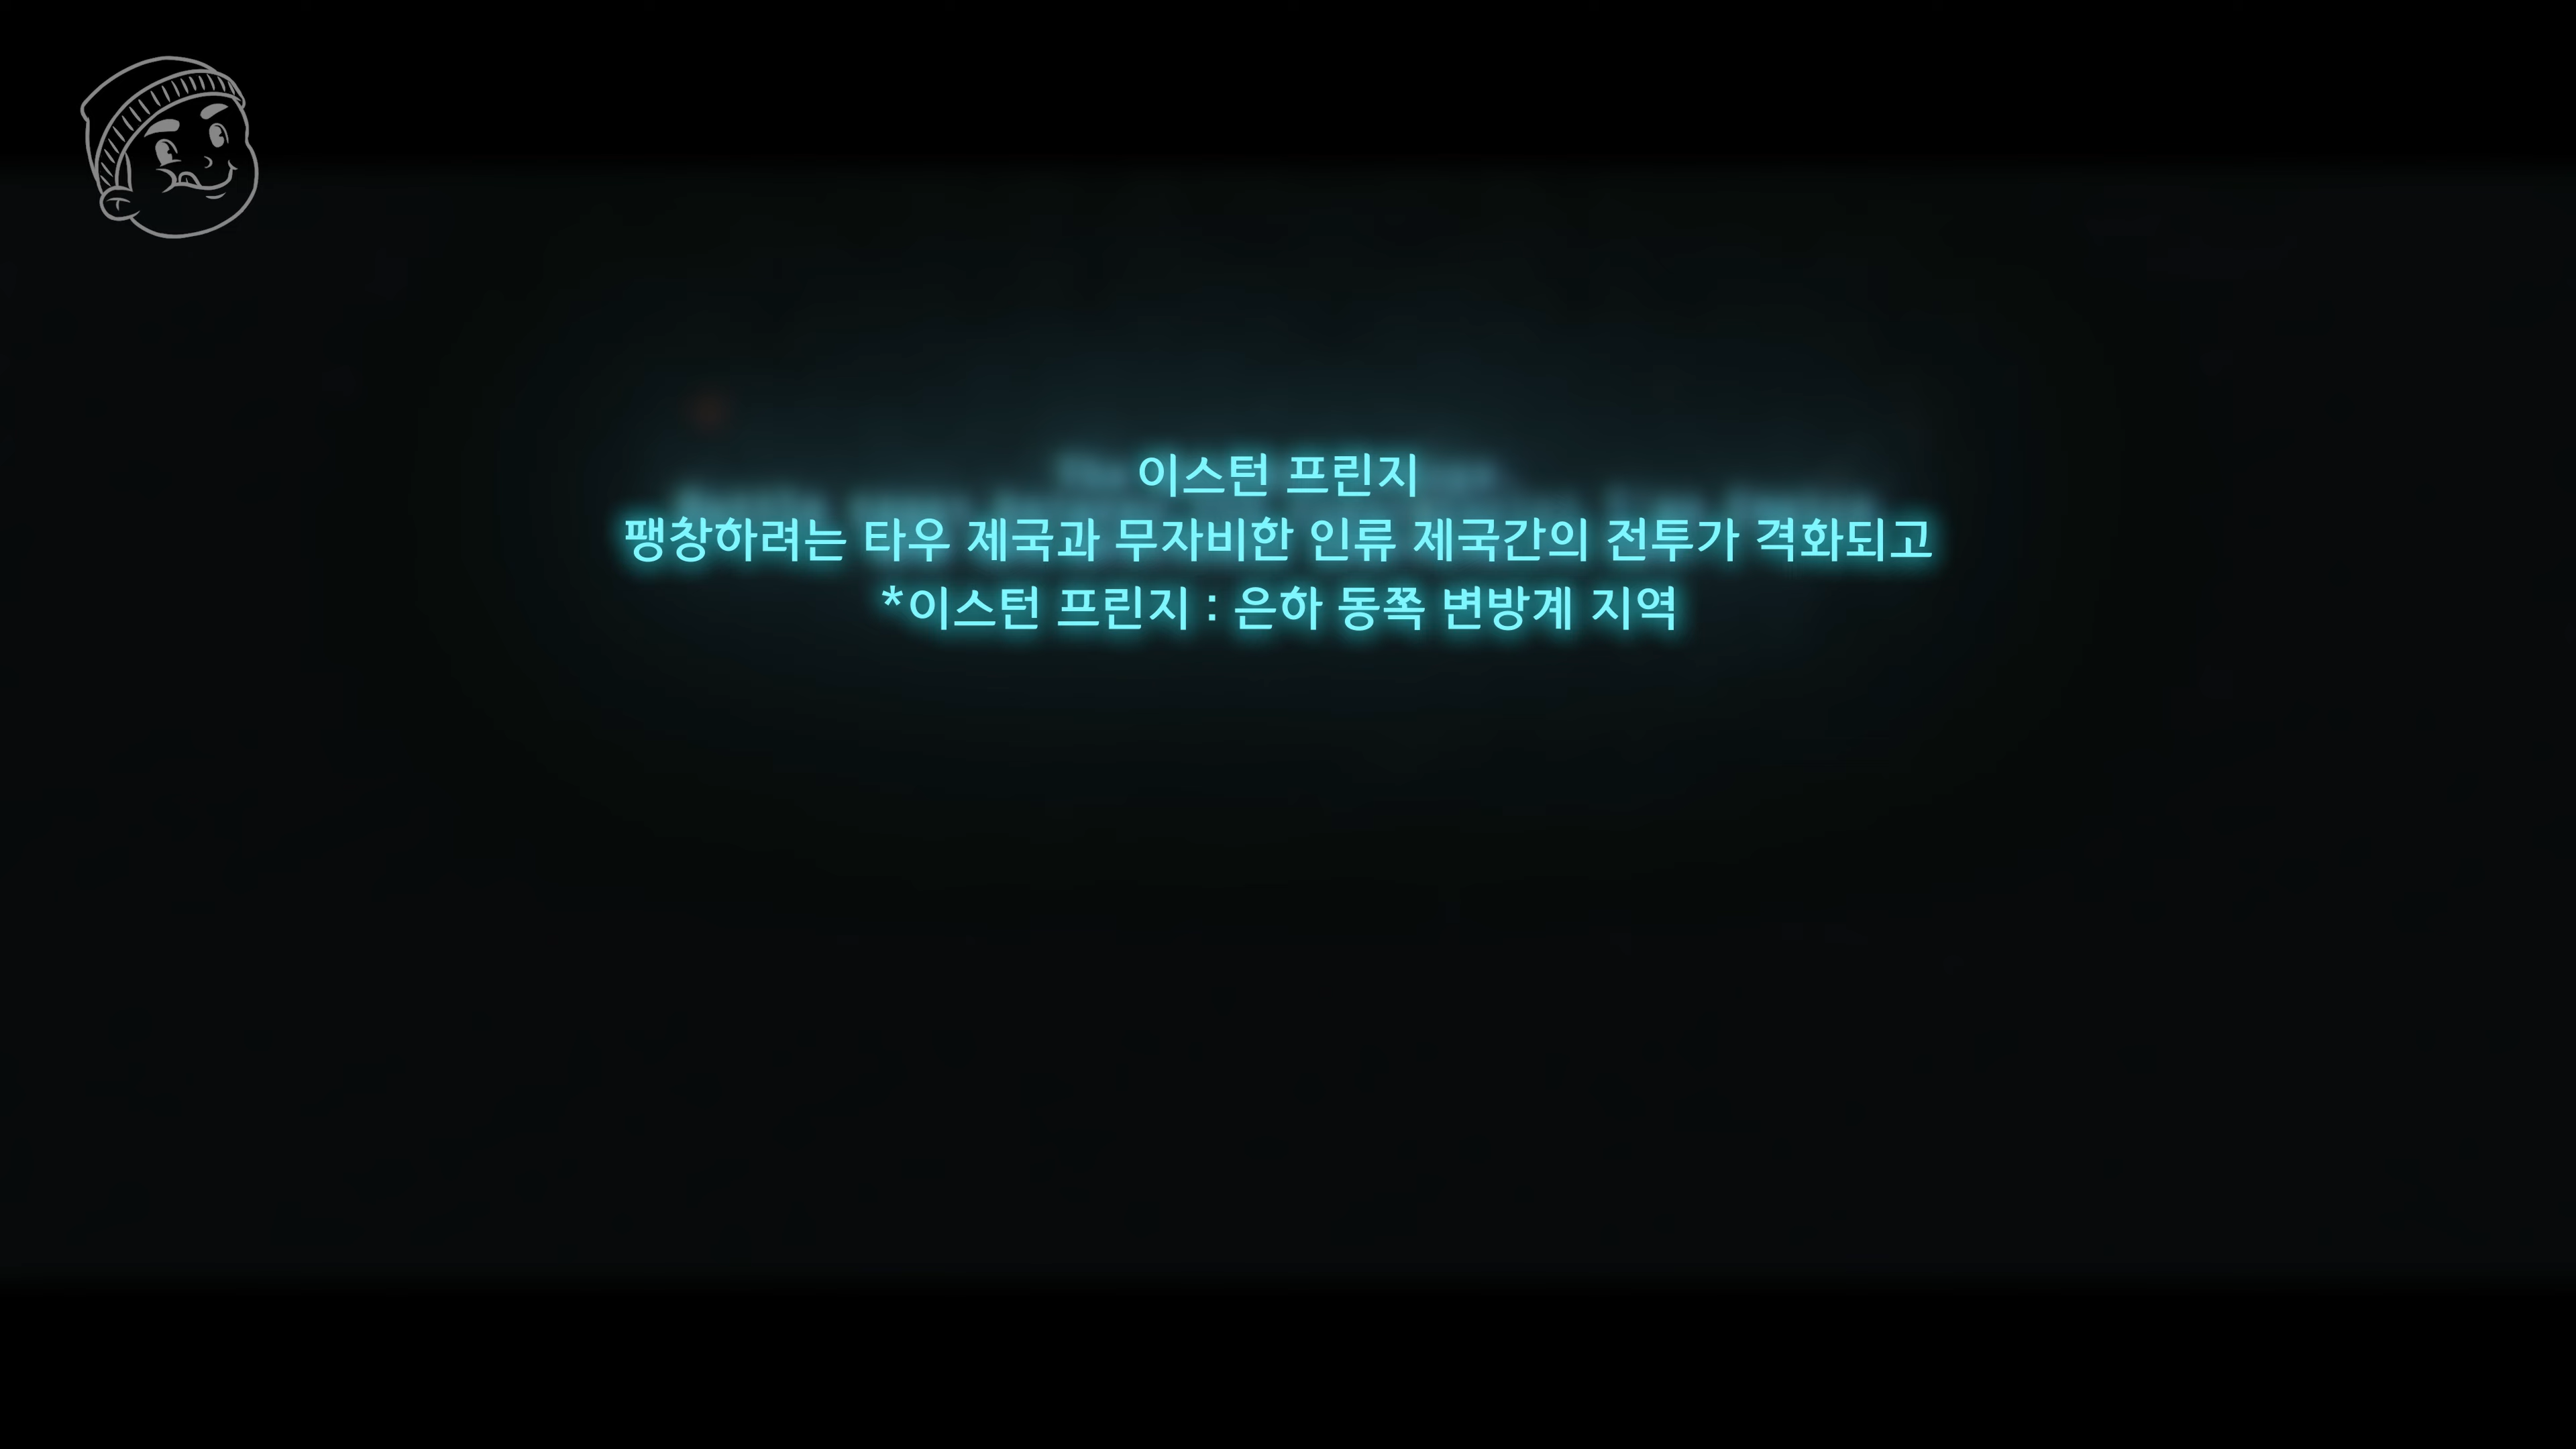 이스턴 프린지
팽창하려는 타우 제국과 무자비한 인류 제국간의 전투가 격화되고
*이스턴 프린지 : 은하 동쪽 변방계 지역